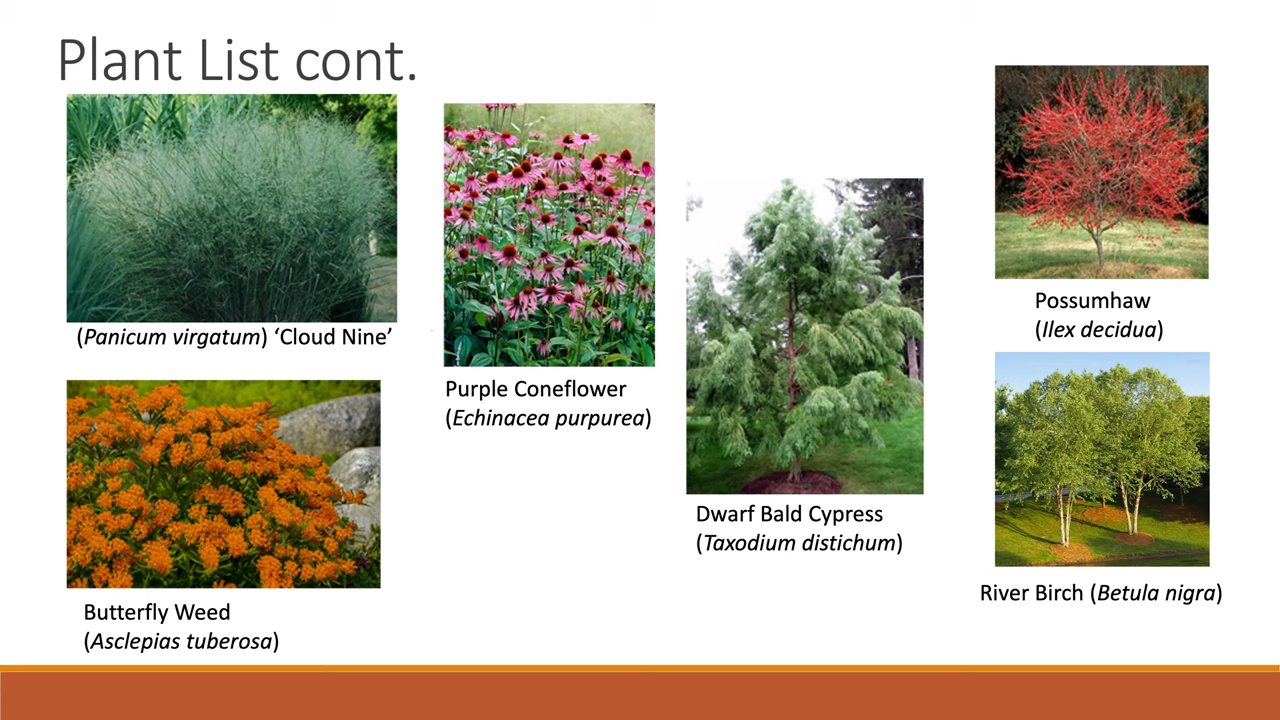 Plant List cont.
(Panicum virgatum) ‘Cloud Nine’
Butterfly Weed
(Asclepias tuberosa)
Purple Coneflower
(Echinacea purpurea)
Dwarf Bald Cypress
(Taxodium distichum)
Possumhaw
(Ilex decidua)
River Birch (Betula nigra)